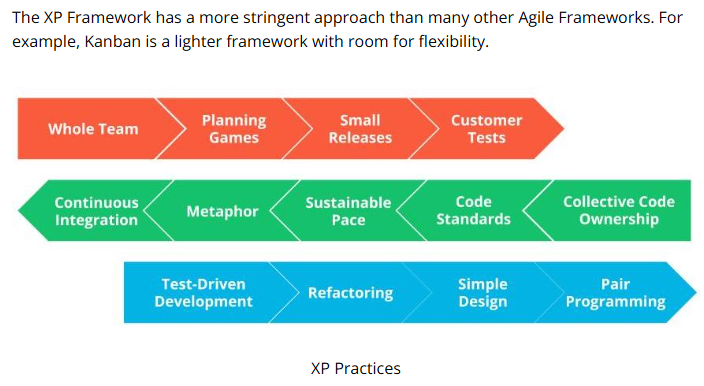 The XP Framework has a more stringent approach than many other Agile Frameworks. For
example, Kanban is a lighter framework with room for flexibility.
Whole Team
Planning
Games
Small
Releases
Customer
Tests
Continuous
Integration
Metaphor
Sustainable
Pace
Code
Standards
Collective Code
Ownership
Test-Driven
Development
Refactoring
Simple
Design
Pair
Programming
XP Practices